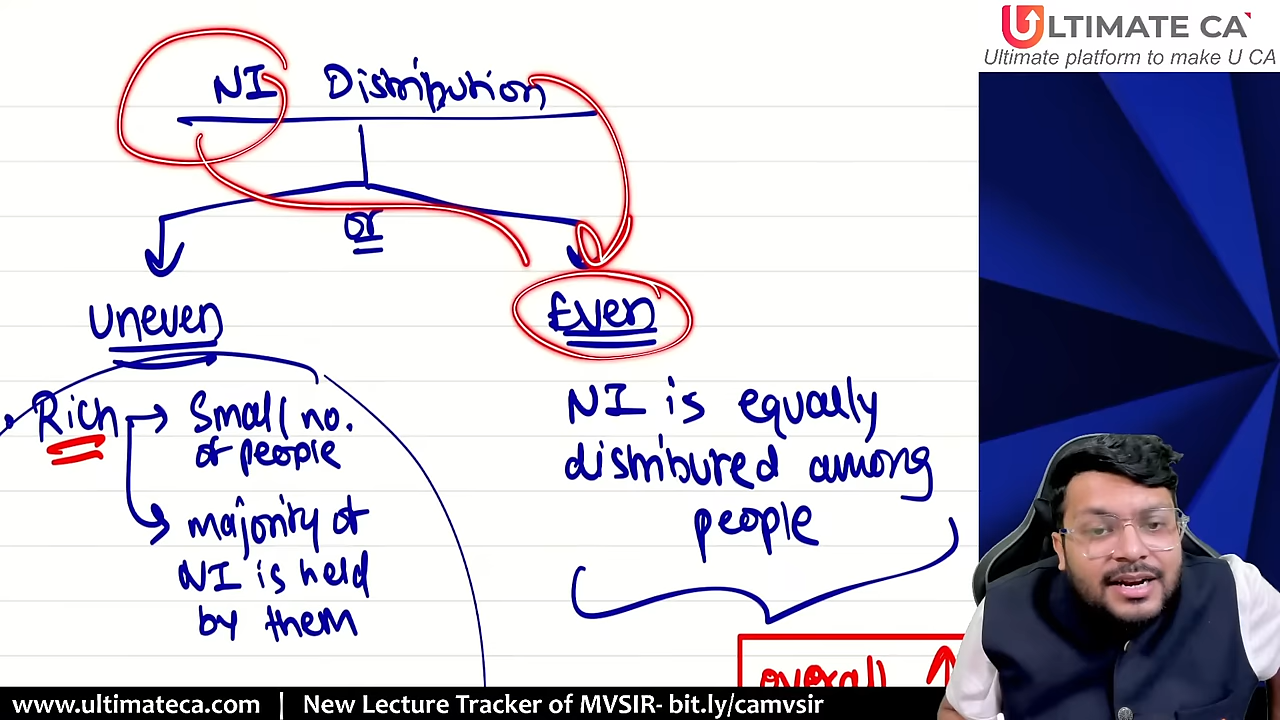 ULTIMATE CA
Ultimate platform to make U CA
NI Distribution
or
Uneven
Even
Rich → Small no.
of people
majority of
NI is held
by them
NI is equally
distributed among
people
overall ↑
www.ultimateca.com | New Lecture Tracker of MVSIR- bit.ly/camvsir